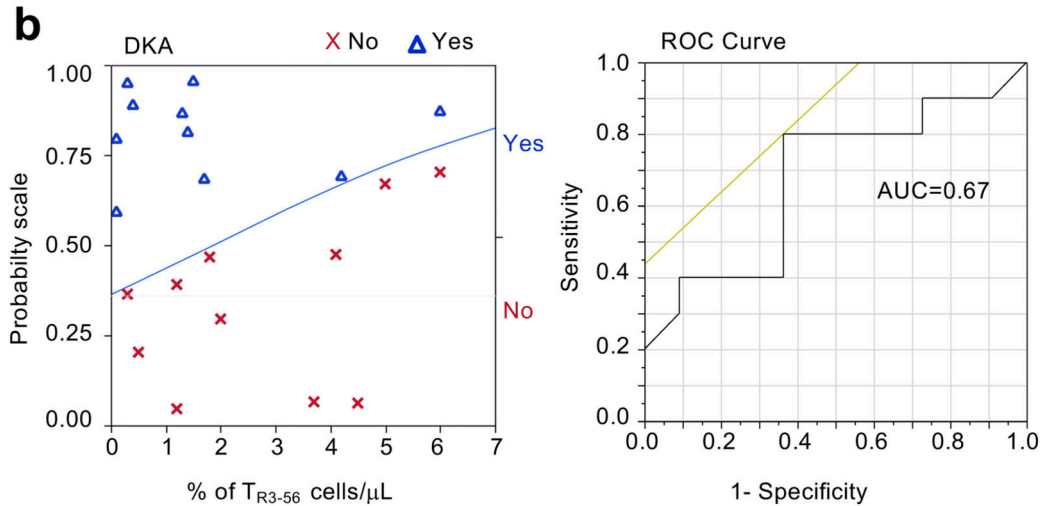 b
DKA
X No
△ Yes
1.00
0.75
0.50
0.25
0.00
Probabilty scale
Yes
No
0 1 2 3 4 5 6 7
% of TR3-56 cells/μL
ROC Curve
1.0
0.8
0.6
0.4
0.2
0.0
Sensitivity
AUC=0.67
0.0 0.2 0.4 0.6 0.8 1.0
1- Specificity